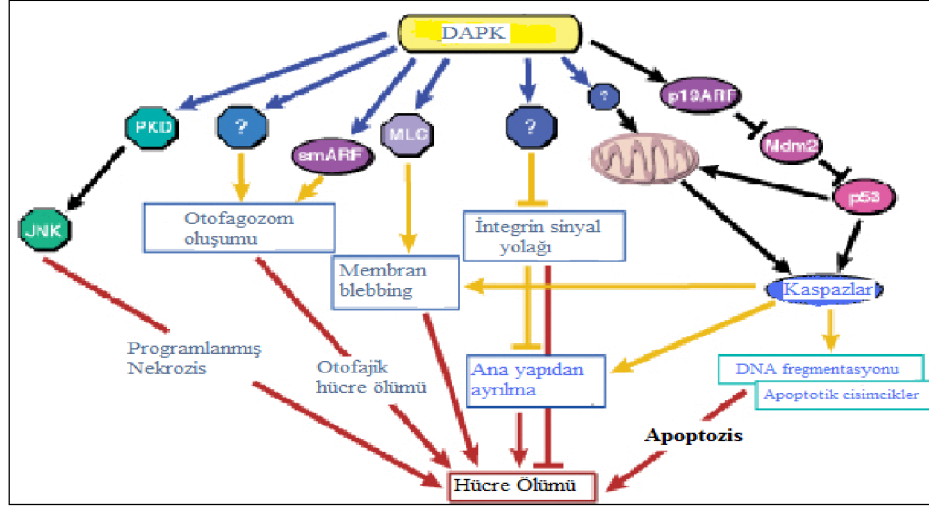 DAPK
PKD
?
smARF
MLC
?
?
p19ARF
Mdm2
p53
JNK
Otofagozom
oluşumu
İntegrin sinyal
yolağı
Membran
blebbing
Kaspazlar
Programlanmış
Nekrozis
Otofajik
hücre ölümü
Ana yapıdan
ayrılma
DNA fregmentasyonu
Apoptotik cisimcikler
Apoptozis
Hücre Ölümü